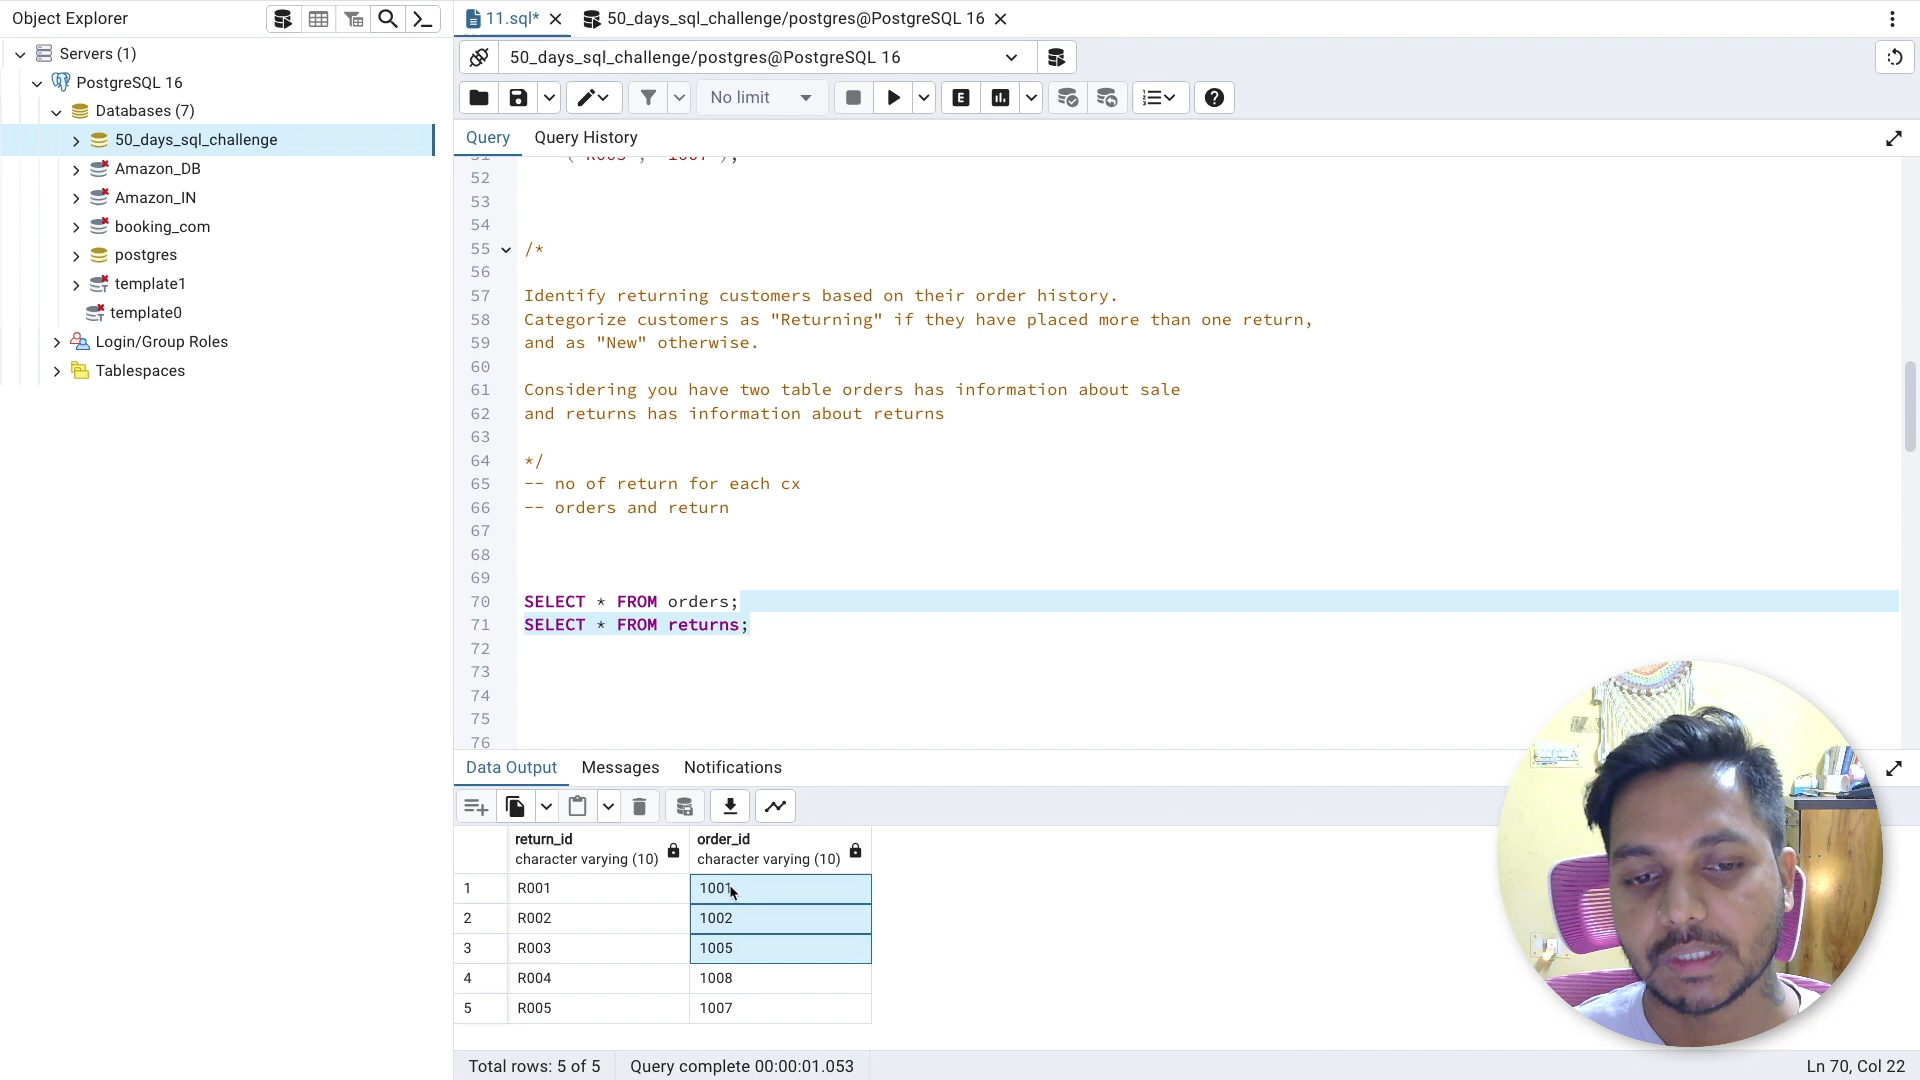 Object Explorer
Servers (1)
PostgreSQL 16
Databases (7)
50_days_sql_challenge
Amazon_DB
Amazon_IN
booking_com
postgres
template1
template0
Login/Group Roles
Tablespaces
11.sql*
50_days_sql_challenge/postgres@PostgreSQL 16
50_days_sql_challenge/postgres@PostgreSQL 16
No limit
E
Query Query History
52
53
54
55 /*
56
57 Identify returning customers based on their order history.
58 Categorize customers as "Returning" if they have placed more than one return,
59 and as "New" otherwise.
60
61 Considering you have two table orders has information about sale
62 and returns has information about returns
63
64 */
65 -- no of return for each cx
66 -- orders and return
67
68
69
70 SELECT * FROM orders;
71 SELECT * FROM returns;
72
73
74
75
76
Data Output Messages Notifications
return_id order_id
character varying (10) character varying (10)
1 R001 1001
2 R002 1002
3 R003 1005
4 R004 1008
5 R005 1007
Total rows: 5 of 5 Query complete 00:00:01.053 Ln 70, Col 22